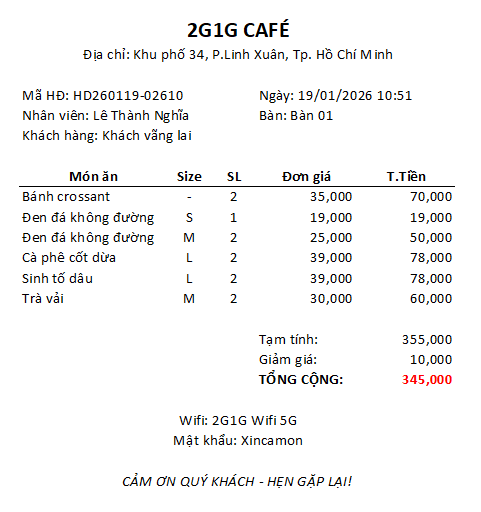 2G1G CAFÉ
Địa chỉ: Khu phố 34, P.Linh Xuân, Tp. Hồ Chí Minh
Mã HĐ: HD260119-02610 Ngày: 19/01/2026 10:51
Nhân viên: Lê Thành Nghĩa Bàn: Bàn 01
Khách hàng: Khách vãng lai
Món ăn Size SL Đơn giá T.Tiền
Bánh crossant - 2 35,000 70,000
Đen đá không đường S 1 19,000 19,000
Đen đá không đường M 2 25,000 50,000
Cà phê cốt dừa L 2 39,000 78,000
Sinh tố dâu L 2 39,000 78,000
Trà vải M 2 30,000 60,000
Tạm tính: 355,000
Giảm giá: 10,000
TỔNG CỘNG: 345,000
Wifi: 2G1G Wifi 5G
Mật khẩu: Xincamon
CẢM ƠN QUÝ KHÁCH - HẸN GẶP LẠI!